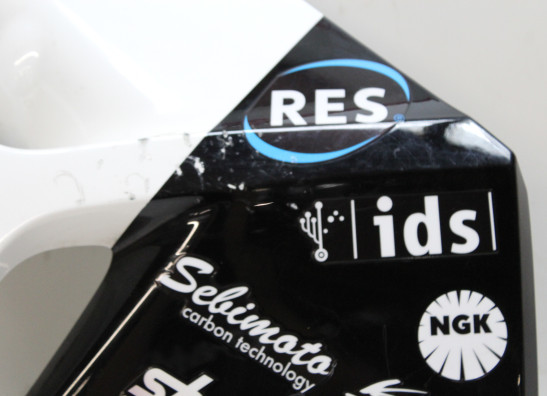 RES
ids
Sebimoto
carbon technology
NGK